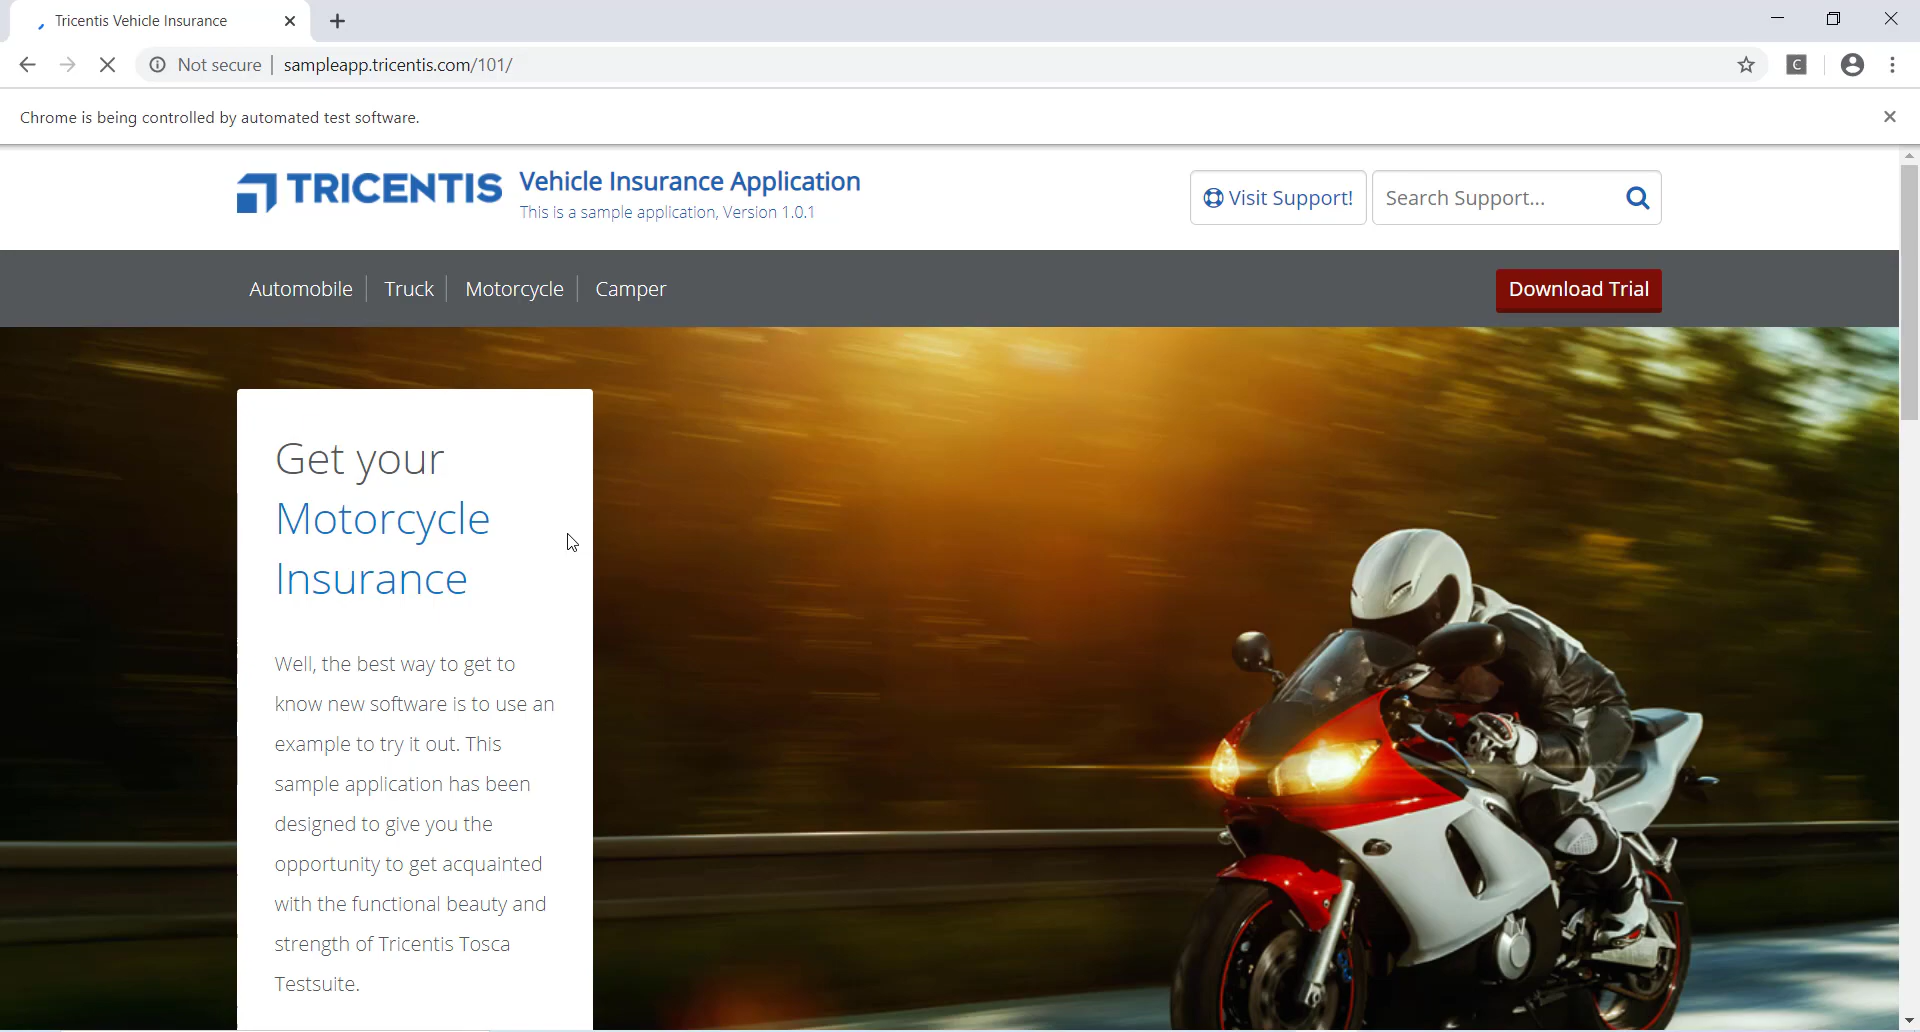 Tricentis Vehicle Insurance
Not secure | sampleapp.tricentis.com/101/
C
Chrome is being controlled by automated test software.
TRICENTIS
Vehicle Insurance Application
This is a sample application, Version 1.0.1
Visit Support!
Search Support...
Automobile
Truck
Motorcycle
Camper
Download Trial
Get your
Motorcycle
Insurance
Well, the best way to get to
know new software is to use an
example to try it out. This
sample application has been
designed to give you the
opportunity to get acquainted
with the functional beauty and
strength of Tricentis Tosca
Testsuite.